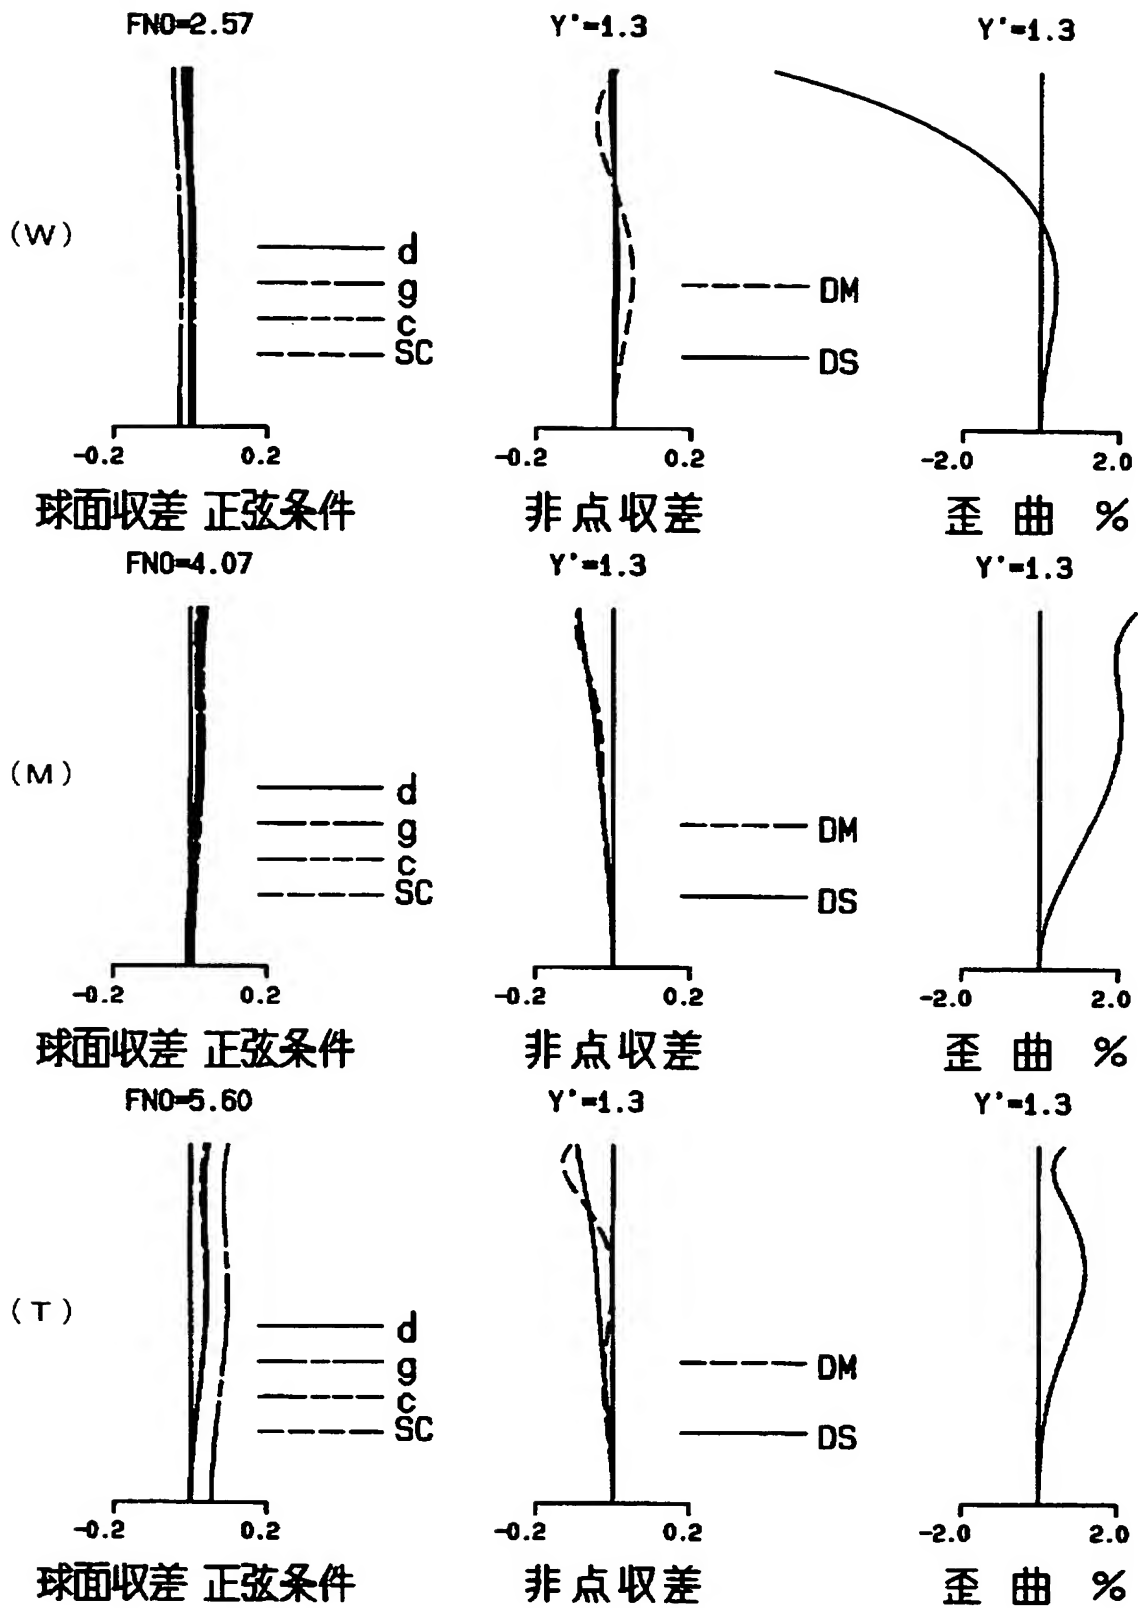 FNO=2.57 Y'=1.3 Y'=1.3
(W)
d
g
c
SC
DM
DS
-0.2 0.2 -0.2 0.2 -2.0 2.0
球面収差 正弦条件 非点収差 歪曲 %
FNO=4.07 Y'=1.3 Y'=1.3
(M)
d
g
c
SC
DM
DS
-0.2 0.2 -0.2 0.2 -2.0 2.0
球面収差 正弦条件 非点収差 歪曲 %
FNO=5.60 Y'=1.3 Y'=1.3
(T)
d
g
c
SC
DM
DS
-0.2 0.2 -0.2 0.2 -2.0 2.0
球面収差 正弦条件 非点収差 歪曲 %